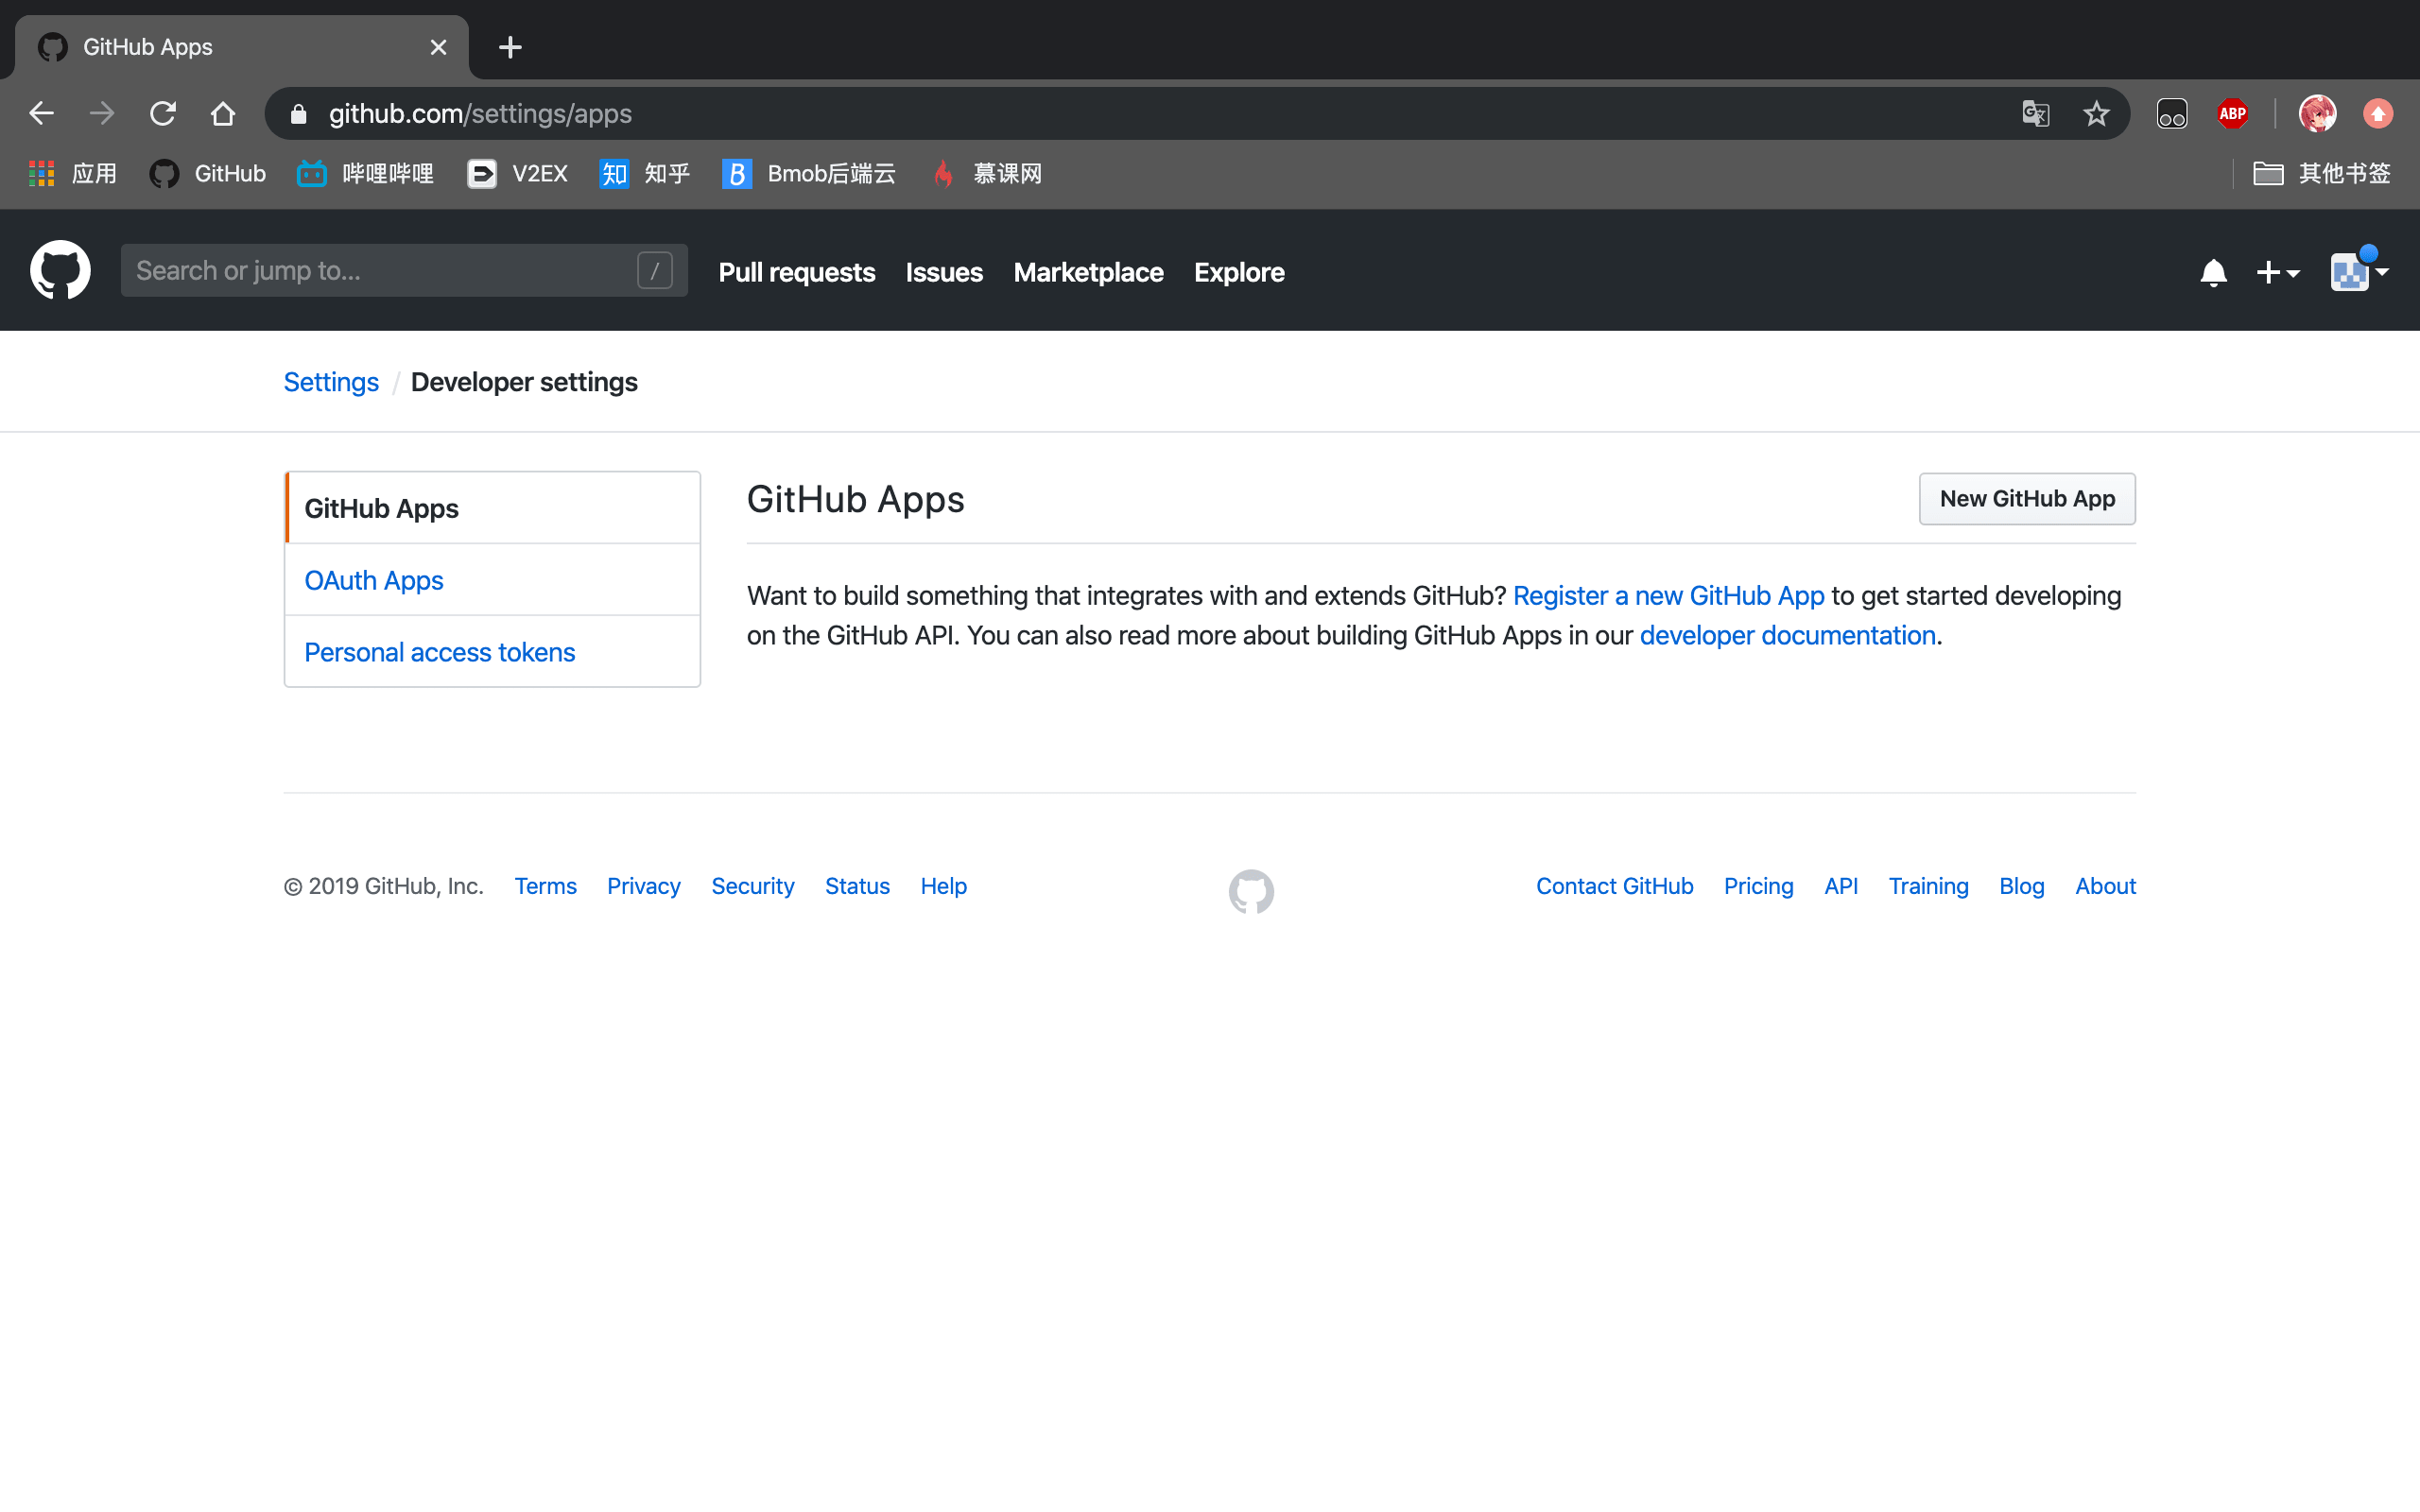 GitHub Apps
github.com/settings/apps
ABP
应用 GitHub 哔哩哔哩 V2EX 知 知乎 B Bmob后端云 慕课网 其他书签
Search or jump to... / Pull requests Issues Marketplace Explore
Settings / Developer settings
GitHub Apps
OAuth Apps
Personal access tokens
GitHub Apps
New GitHub App
Want to build something that integrates with and extends GitHub? Register a new GitHub App to get started developing
on the GitHub API. You can also read more about building GitHub Apps in our developer documentation.
© 2019 GitHub, Inc. Terms Privacy Security Status Help Contact GitHub Pricing API Training Blog About